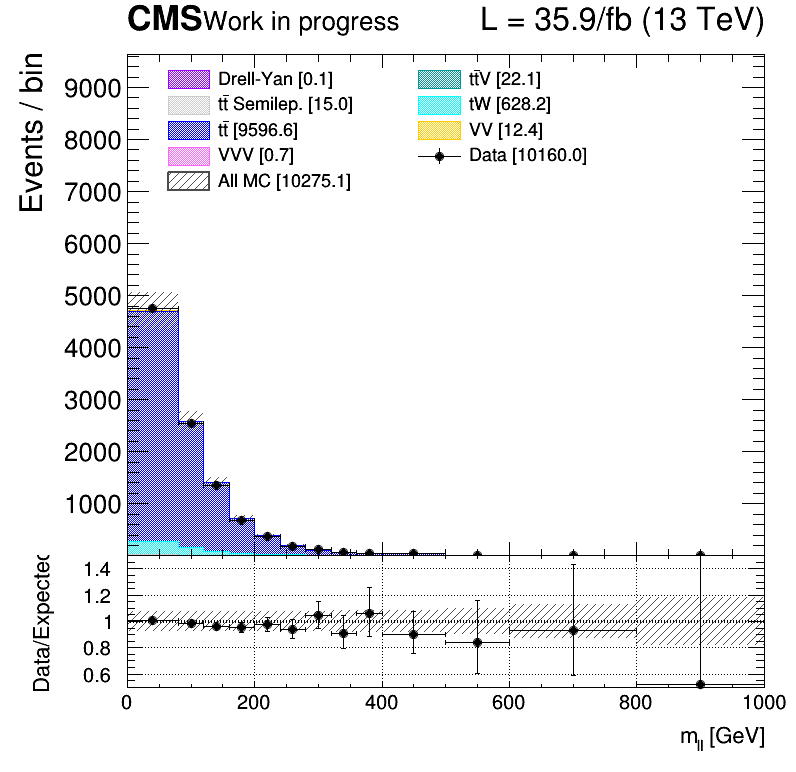 CMS Work in progress L = 35.9/fb (13 TeV)
Events / bin
9000
8000
7000
6000
5000
4000
3000
2000
1000
Drell-Yan [0.1]
tt̄ Semilep. [15.0]
tt̄ [9596.6]
VVV [0.7]
All MC [10275.1]
tt̄V [22.1]
tW [628.2]
VV [12.4]
Data [10160.0]
Data/Expected
1.4
1.2
1
0.8
0.6
0 200 400 600 800 1000
m_ll [GeV]